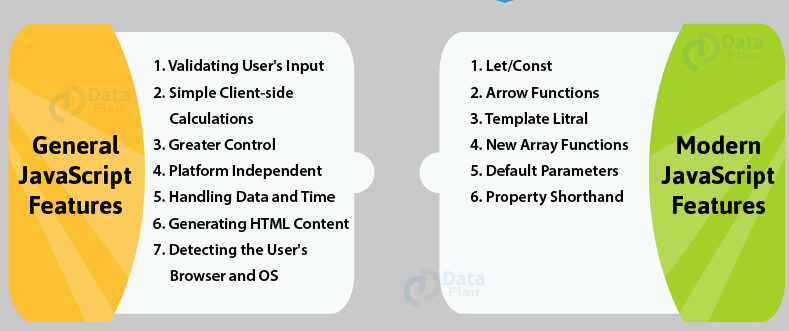 General
JavaScript
Features
1. Validating User's Input
2. Simple Client-side
Calculations
3. Greater Control
4. Platform Independent
5. Handling Data and Time
6. Generating HTML Content
7. Detecting the User's
Browser and OS
Data
Flair
1. Let/Const
2. Arrow Functions
3. Template Litral
4. New Array Functions
5. Default Parameters
6. Property Shorthand
Modern
JavaScript
Features
Data
Flair
Data
Flair